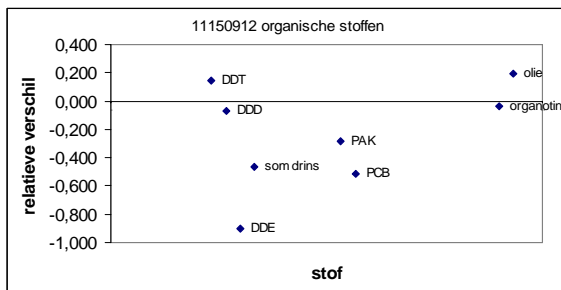 11150912 organische stoffen
relatieve verschil
0,400
0,200
0,000
-0,200
-0,400
-0,600
-0,800
-1,000
DDT
DDD
som drins
DDE
PAK
PCB
olie
organotin
stof